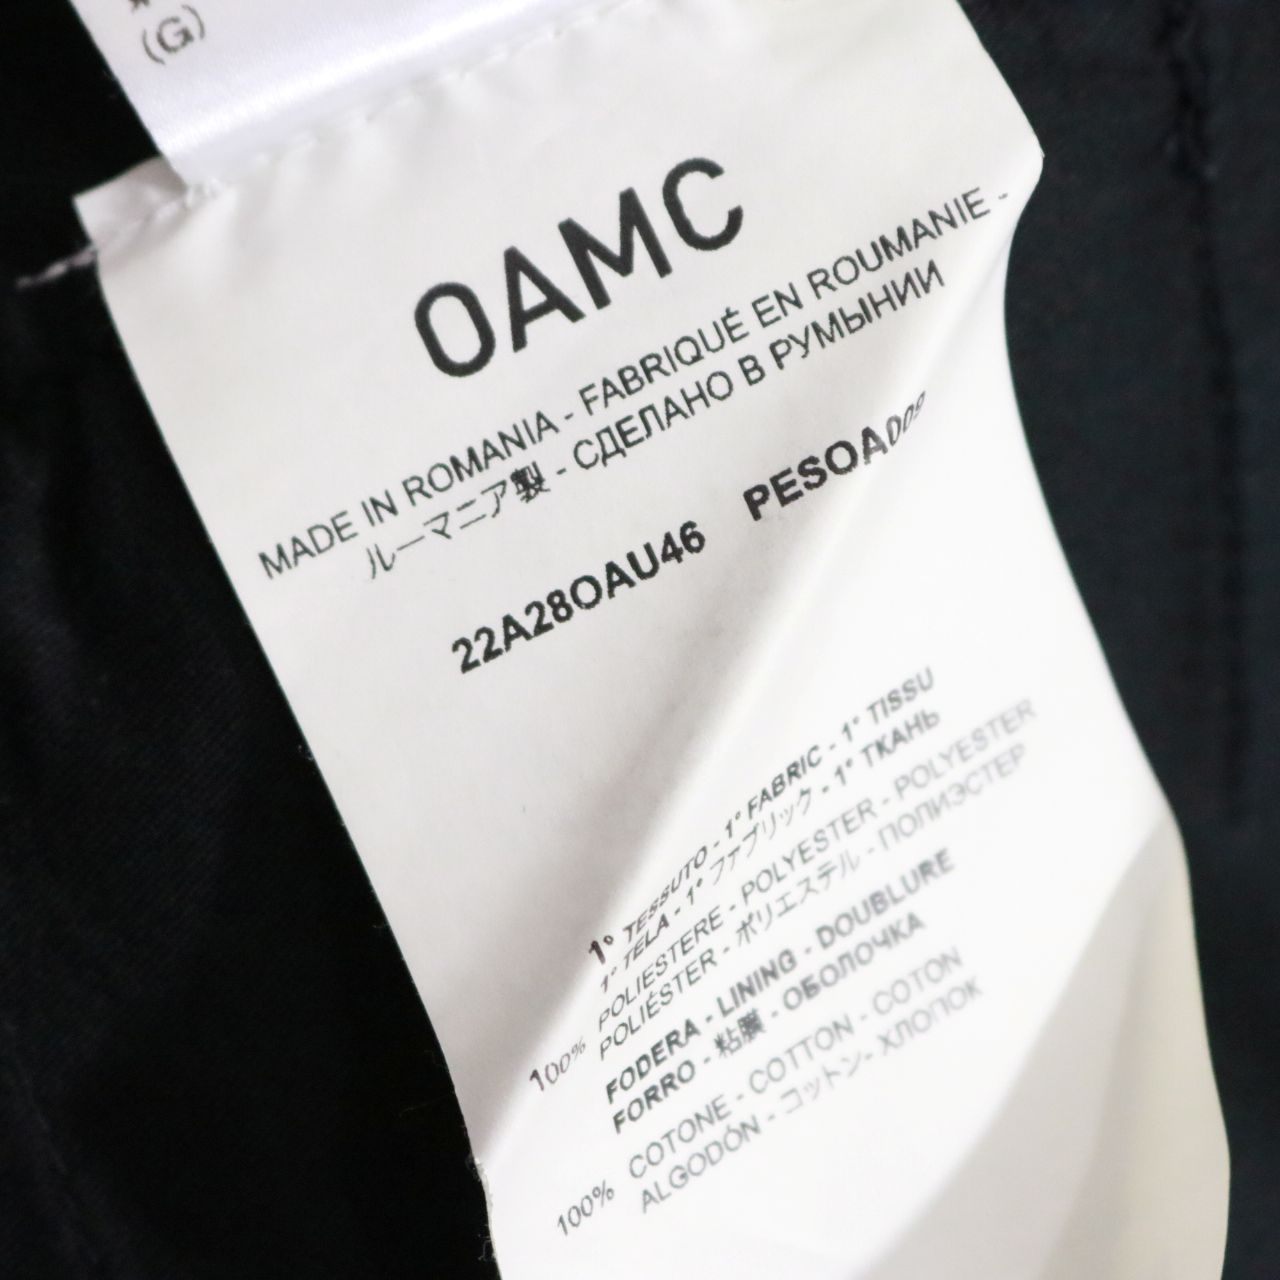 (G)
OAMC
MADE IN ROMANIA - FABRIQUÉ EN ROUMANIE -
ルーマニア製 - СДЕЛАНО В РУМЫНИИ
22A28OAU46 PESOA009
1° TESSUTO - 1° FABRIC - 1° TISSU
1° TELA - 1° ファブリック - 1° ТКАНЬ
100% POLIESTERE - POLYESTER - POLYESTER
POLIÉSTER - ポリエステル - ПОЛИЭСТЕР
FODERA - LINING - DOUBLURE
FORRO - 粘膜 - ОБОЛОЧКА
100% COTONE - COTTON - COTON
ALGODÓN - コットン- ХЛОПОК